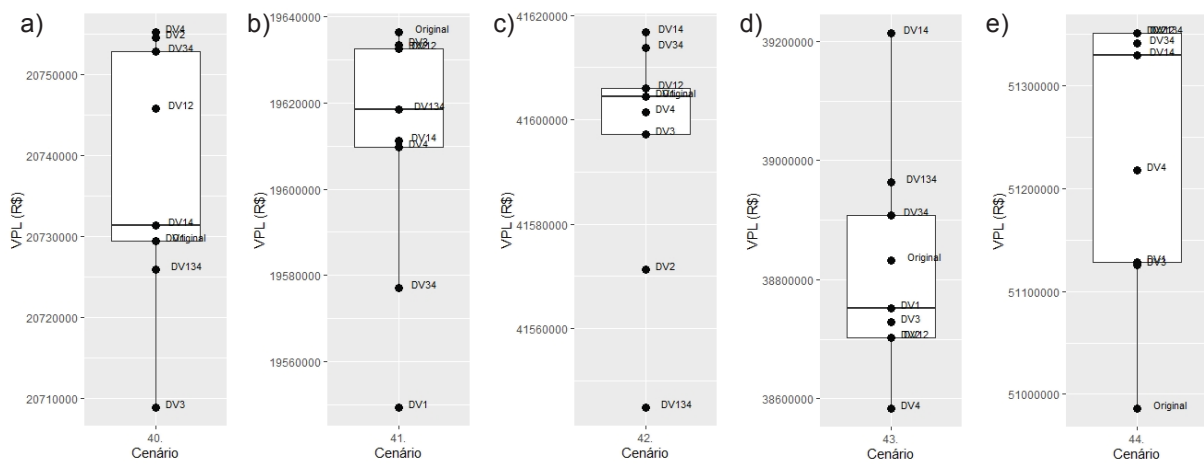 a)
VPL (R$)
20750000
20740000
20730000
20720000
20710000
DV4
DV2
DV34
DV12
DV14
Original
DV134
DV3
40.
Cenário
b)
VPL (R$)
19640000
19620000
19600000
19580000
19560000
Original
DV3
DV134
DV14
DV4
DV34
DV1
41.
Cenário
c)
VPL (R$)
41620000
41600000
41580000
41560000
DV14
DV34
DV12
Original
DV4
DV3
DV2
DV134
42.
Cenário
d)
VPL (R$)
39200000
39000000
38800000
38600000
DV14
DV134
DV34
Original
DV1
DV3
DV12
DV4
43.
Cenário
e)
VPL (R$)
51300000
51200000
51100000
51000000
DV34
DV14
DV4
DV1
DV3
Original
44.
Cenário